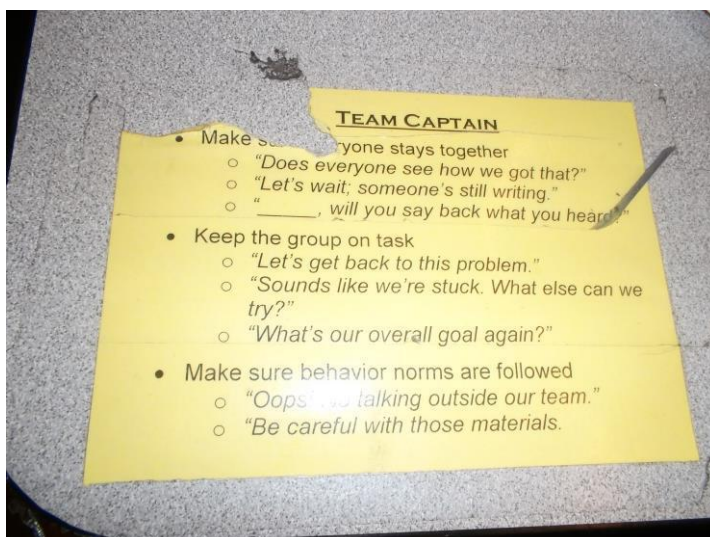 TEAM CAPTAIN
• Make yone stays together
o "Does everyone see how we got that?"
o "Let's wait; someone's still writing."
o "______, will you say back what you heard?"
• Keep the group on task
o "Let's get back to this problem."
o "Sounds like we're stuck. What else can we
try?"
o "What's our overall goal again?"
• Make sure behavior norms are followed
o "Oops! No talking outside our team."
o "Be careful with those materials.